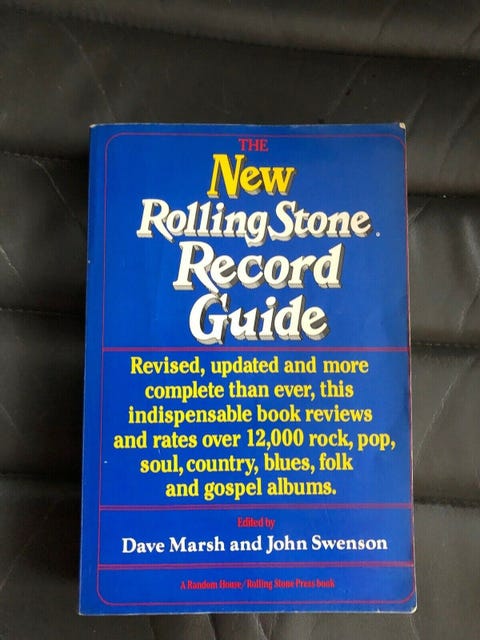 THE
New
Rolling Stone®
Record
Guide
Revised, updated and more
complete than ever, this
indispensable book reviews
and rates over 12,000 rock, pop,
soul, country, blues, folk
and gospel albums.
Edited by
Dave Marsh and John Swenson
A Random House/Rolling Stone Press book